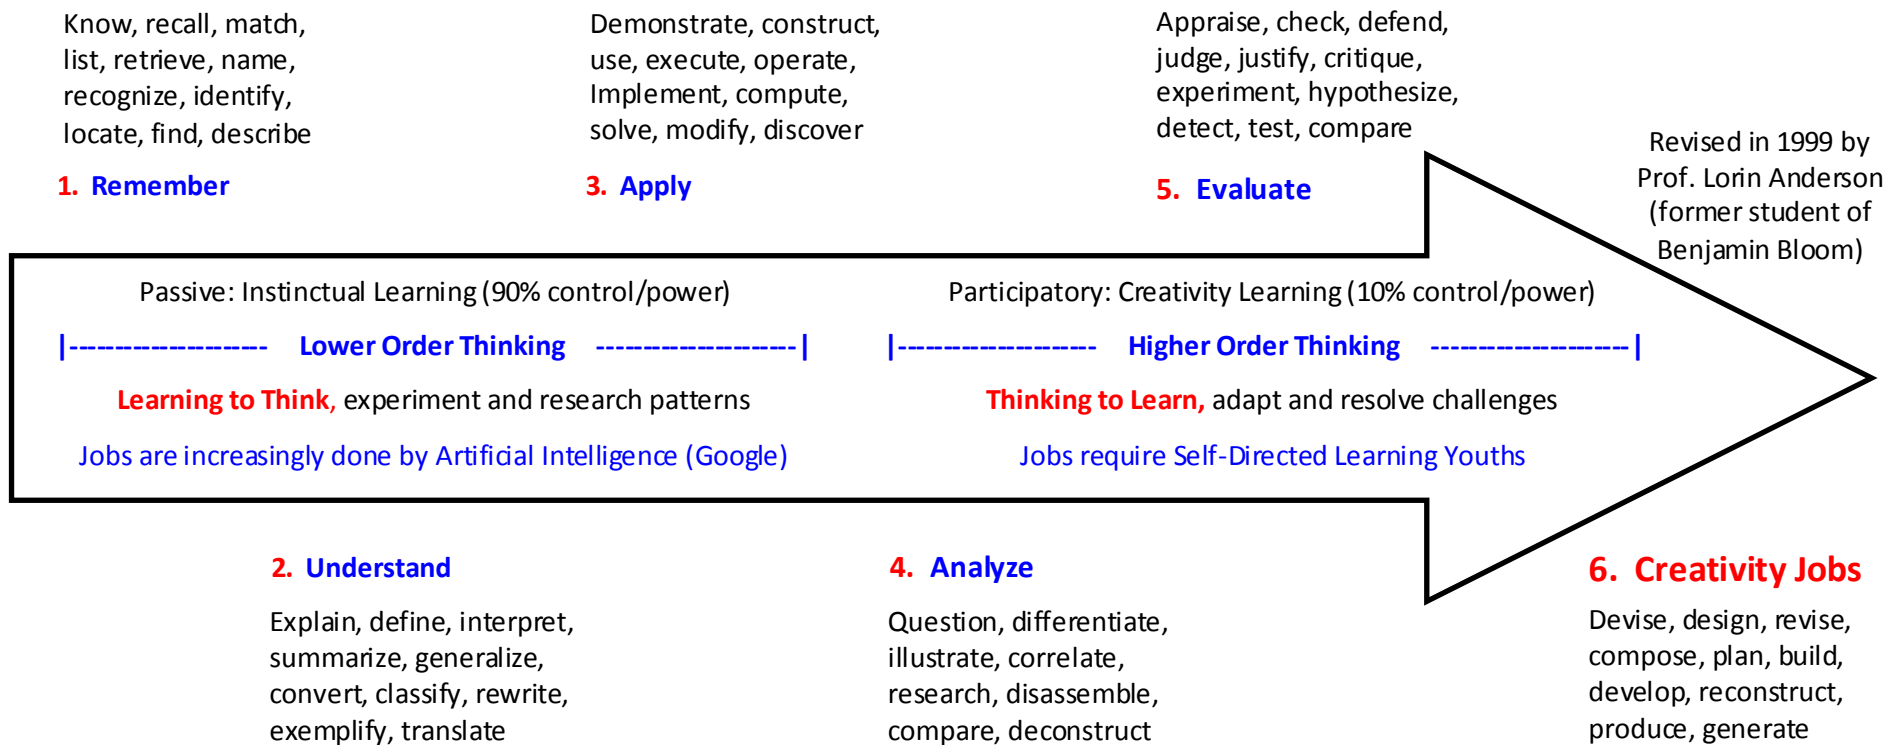 Know, recall, match,
list, retrieve, name,
recognize, identify,
locate, find, describe
1. Remember
Demonstrate, construct,
use, execute, operate,
Implement, compute,
solve, modify, discover
3. Apply
Appraise, check, defend,
judge, justify, critique,
experiment, hypothesize,
detect, test, compare
5. Evaluate
Revised in 1999 by
Prof. Lorin Anderson
(former student of
Benjamin Bloom)
Passive: Instinctual Learning (90% control/power)
|---------------------- Lower Order Thinking ----------------------|
Learning to Think, experiment and research patterns
Jobs are increasingly done by Artificial Intelligence (Google)
Participatory: Creativity Learning (10% control/power)
|---------------------- Higher Order Thinking ----------------------|
Thinking to Learn, adapt and resolve challenges
Jobs require Self-Directed Learning Youths
2. Understand
Explain, define, interpret,
summarize, generalize,
convert, classify, rewrite,
exemplify, translate
4. Analyze
Question, differentiate,
illustrate, correlate,
research, disassemble,
compare, deconstruct
6. Creativity Jobs
Devise, design, revise,
compose, plan, build,
develop, reconstruct,
produce, generate